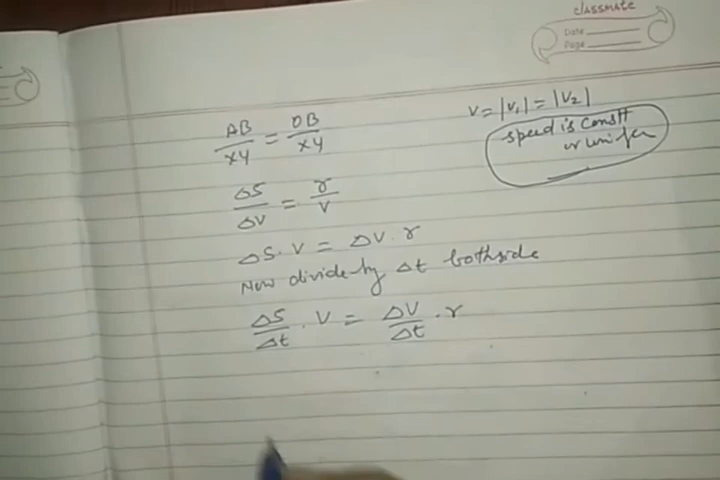 classmate
Date
Page
V = |V₁| = |V₂|
speed is constt
or unifor
AB/XY = OB/XY
ΔS/ΔV = r/V
ΔS. V = ΔV. r
Now divide by Δt bothside
ΔS/Δt . V = ΔV/Δt . r